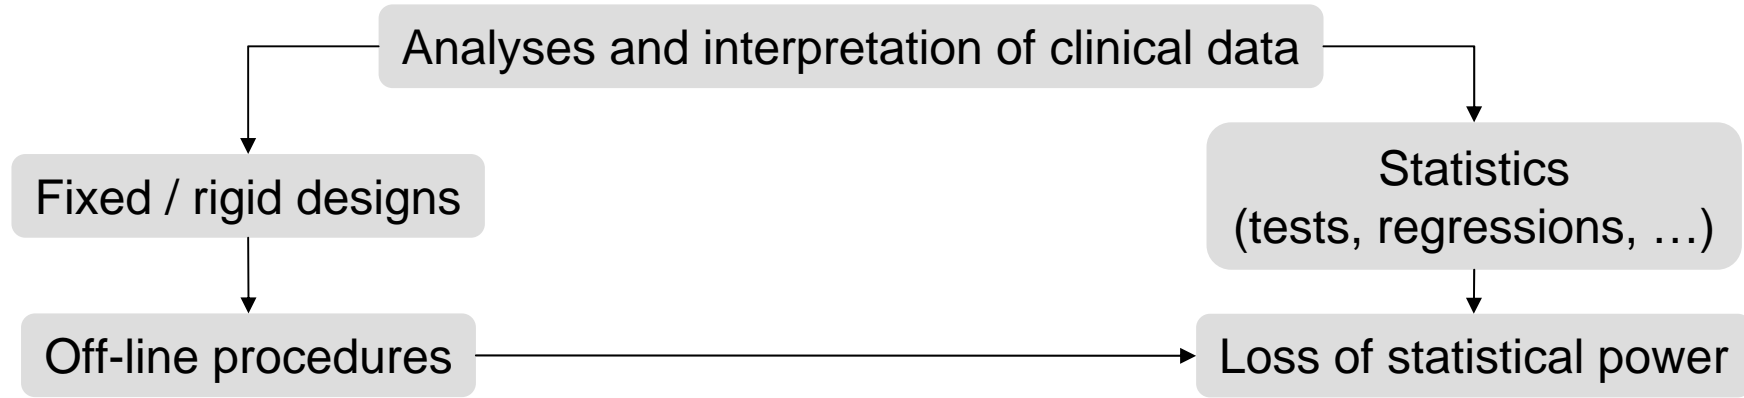 Analyses and interpretation of clinical data
Fixed / rigid designs
Statistics
(tests, regressions, …)
Off-line procedures
Loss of statistical power